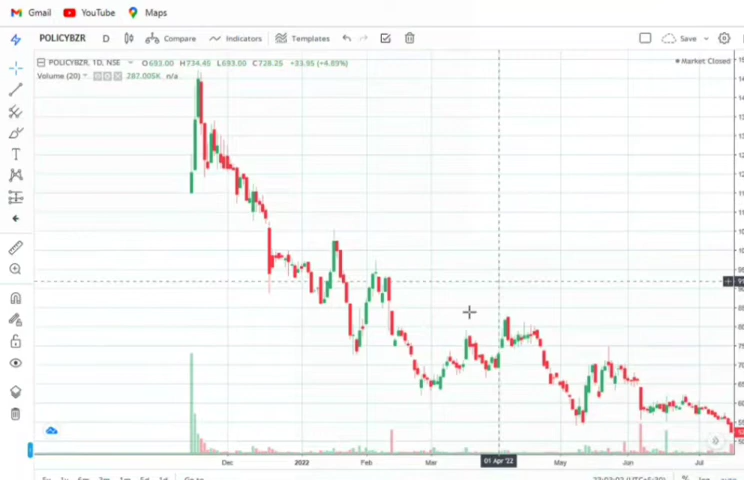 Gmail YouTube Maps
POLICYBZR D Compare Indicators Templates Save
POLICYBZR, 1D, NSE O693.00 H734.45 L693.00 C728.25 +33.95 (+4.89%) Market Closed
Volume (20) 287.005K n/a
Dec 2022 Feb Mar 01 Apr '22 May Jun Jul